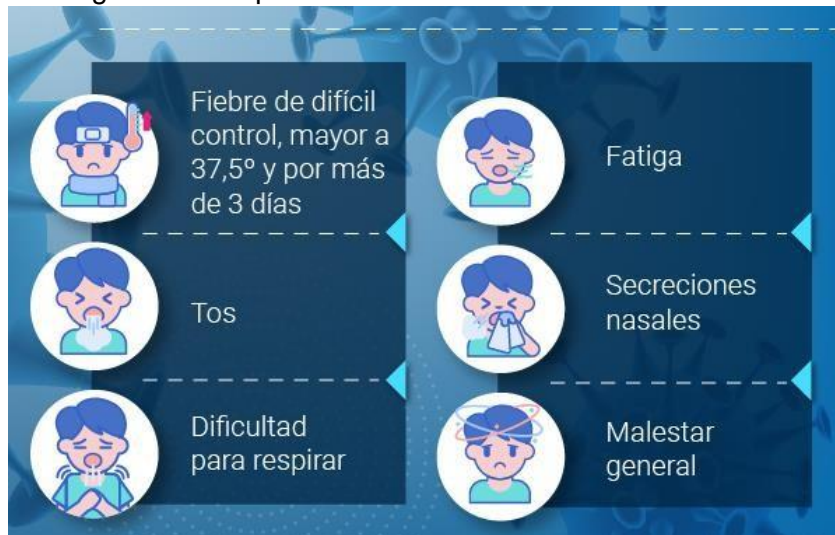 Fiebre de difícil
control, mayor a
37,5º y por más
de 3 días
Tos
Dificultad
para respirar
Fatiga
Secreciones
nasales
Malestar
general